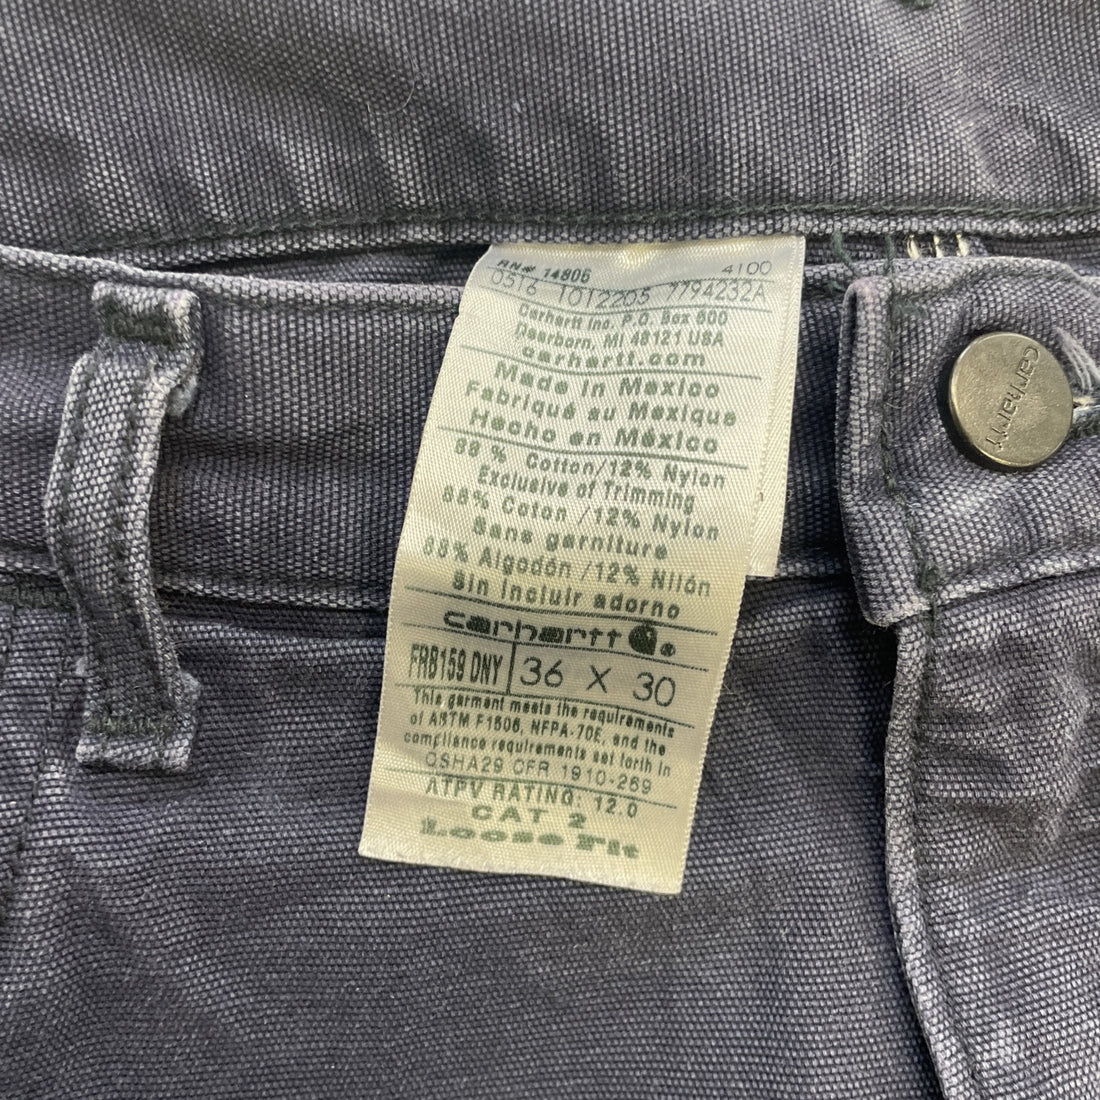 RN# 14806 4100
0516 1012205 7794232A
Carhartt Inc. P.O. Box 600
Dearborn, MI 48121 USA
carhartt.com
Made in Mexico
Fabriqué au Mexique
Hecho en México
88% Cotton/12% Nylon
Exclusive of Trimming
88% Coton /12% Nylon
Sans garniture
88% Algodón /12% Nilón
Sin incluir adorno
carhartt®
FRB159 DNY 36 X 30
This garment meets the requirements
of ASTM F1506, NFPA-70E, and the
compliance requirements set forth in
OSHA29 CFR 1910-269
ATPV RATING: 12.0
CAT 2
Loose Fit
carhartt